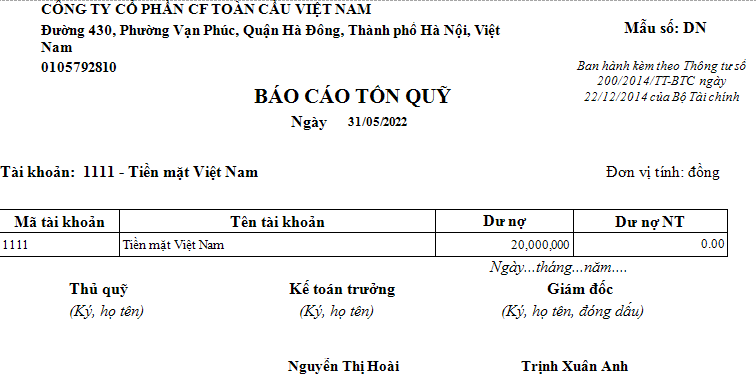 CÔNG TY CỔ PHẦN CF TOÀN CẦU VIỆT NAM
Đường 430, Phường Vạn Phúc, Quận Hà Đông, Thành phố Hà Nội, Việt
Nam
0105792810
Mẫu số: DN
Ban hành kèm theo Thông tư số
200/2014/TT-BTC ngày
22/12/2014 của Bộ Tài chính
BÁO CÁO TỒN QUỸ
Ngày 31/05/2022
Tài khoản: 1111 - Tiền mặt Việt Nam
Đơn vị tính: đồng
Mã tài khoản Tên tài khoản Dư nợ Dư nợ NT
1111 Tiền mặt Việt Nam 20,000,000 0.00
Ngày...tháng...năm....
Thủ quỹ Kế toán trưởng Giám đốc
(Ký, họ tên) (Ký, họ tên) (Ký, họ tên, đóng dấu)
Nguyễn Thị Hoài Trịnh Xuân Anh